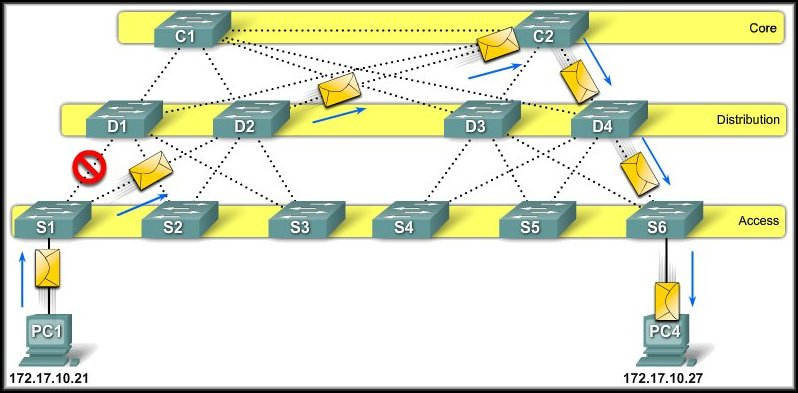 C1
C2
Core
D1
D2
D3
D4
Distribution
S1
S2
S3
S4
S5
S6
Access
PC1
PC4
172.17.10.21
172.17.10.27